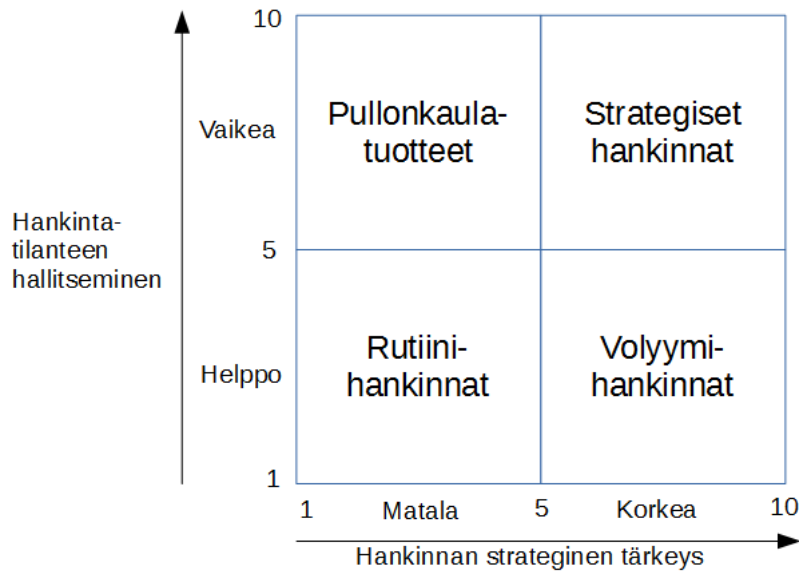 10
Vaikea
Hankinta-
tilanteen
hallitseminen
5
Helppo
1
Pullonkaula-
tuotteet
Strategiset
hankinnat
Rutiini-
hankinnat
Volyymi-
hankinnat
1 Matala 5 Korkea 10
Hankinnan strateginen tärkeys